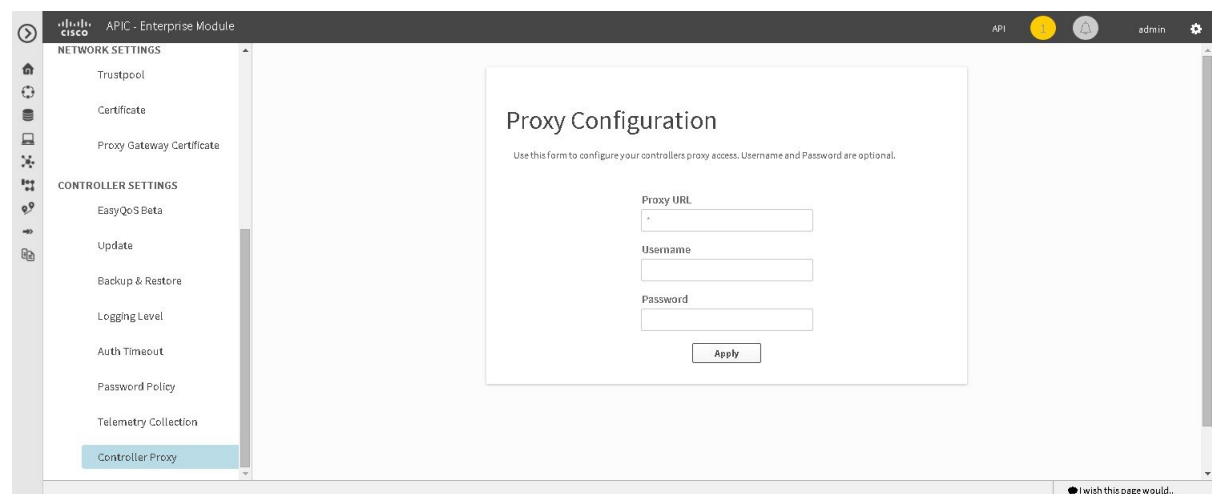 cisco APIC - Enterprise Module
API 1 admin
NETWORK SETTINGS
Trustpool
Certificate
Proxy Gateway Certificate
CONTROLLER SETTINGS
EasyQoS Beta
Update
Backup & Restore
Logging Level
Auth Timeout
Password Policy
Telemetry Collection
Controller Proxy
Proxy Configuration
Use this form to configure your controllers proxy access. Username and Password are optional.
Proxy URL
*
Username
Password
Apply
I wish this page would..